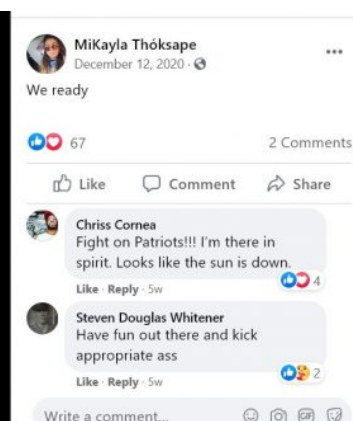 MiKayla Thóksape
December 12, 2020 ·
We ready
67
2 Comments
Like Comment Share
Chriss Cornea
Fight on Patriots!!! I'm there in
spirit. Looks like the sun is down.
4
Like · Reply · 5w
Steven Douglas Whitener
Have fun out there and kick
appropriate ass
2
Like · Reply · 5w
Write a comment...
GIF